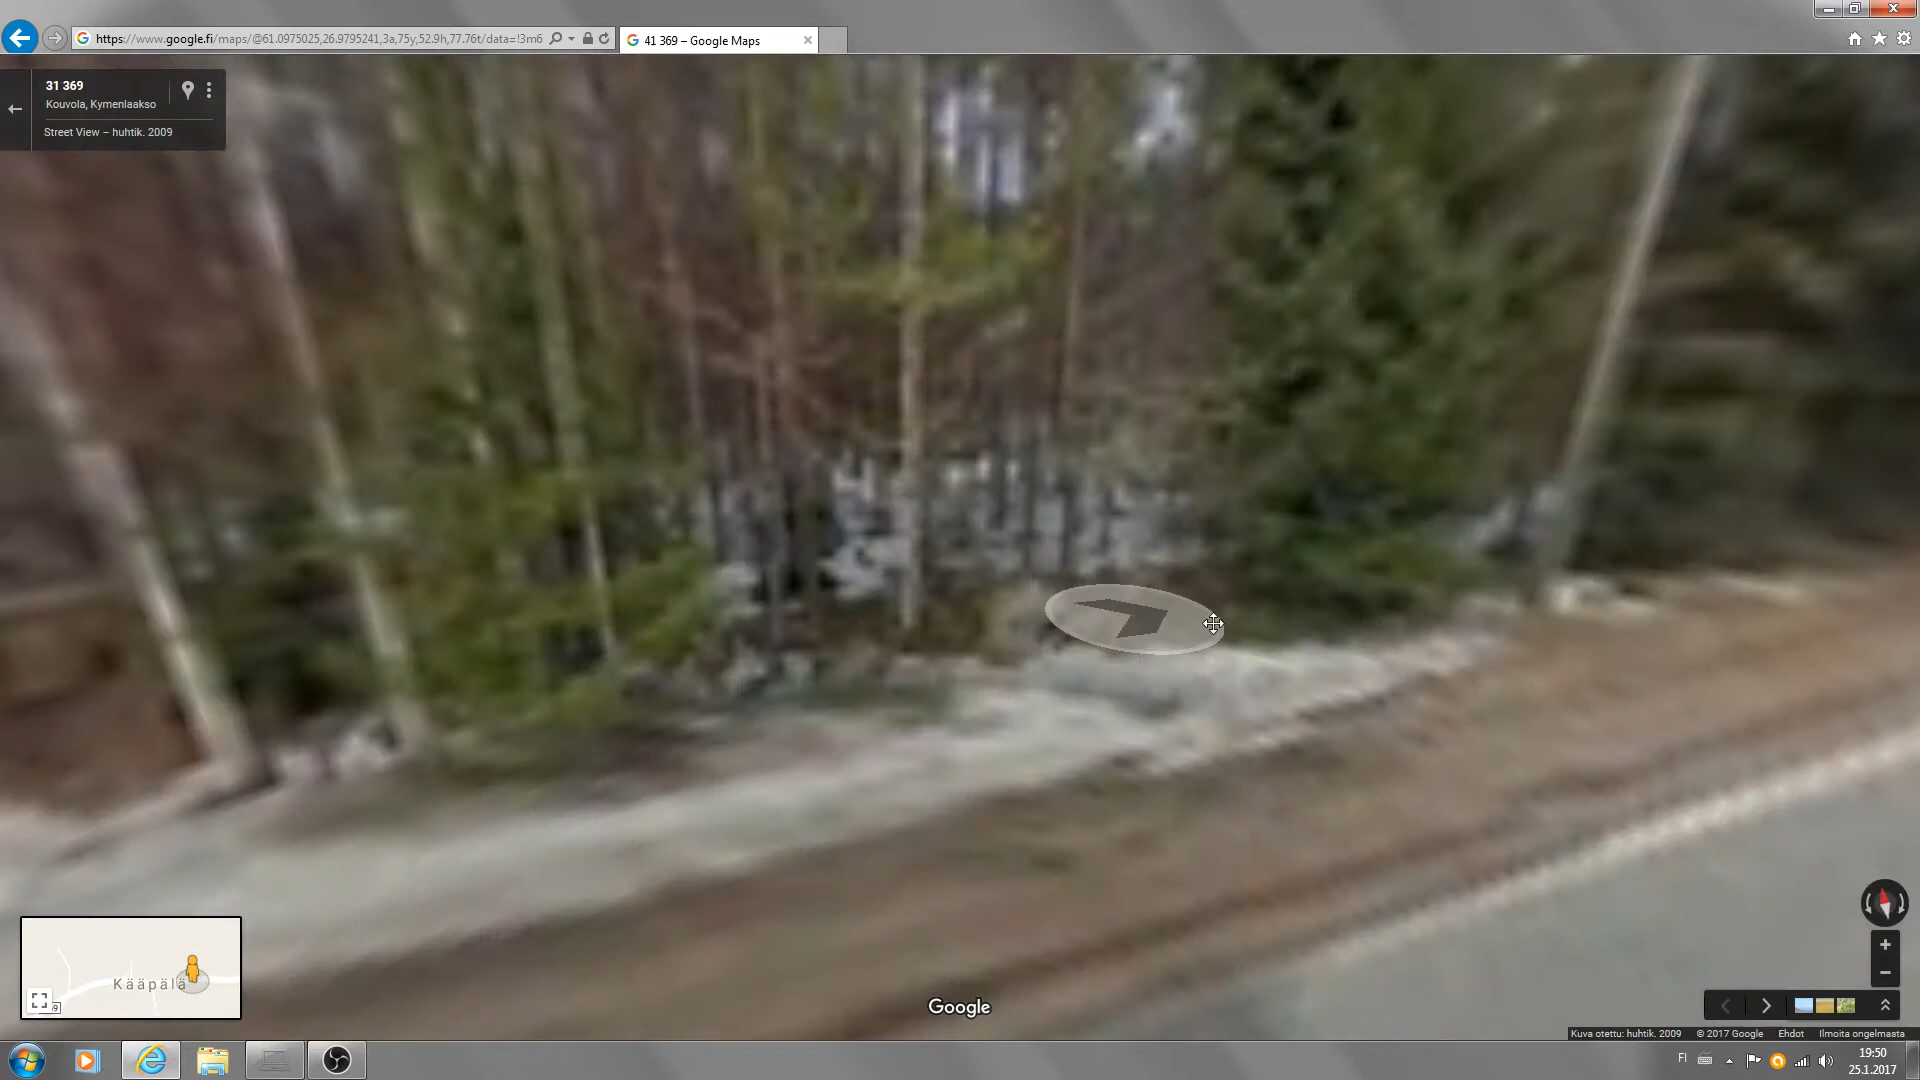 https://www.google.fi/maps/@61.0975025,26.9795241,3a,75y,52.9h,77.76t/data=!3m6
41 369 – Google Maps
31 369
Kouvola, Kymenlaakso
Street View – huhtik. 2009
Kääpälä
Google
Kuva otettu: huhtik. 2009
© 2017 Google
Ehdot
Ilmoita ongelmasta
FI
19:50
25.1.2017